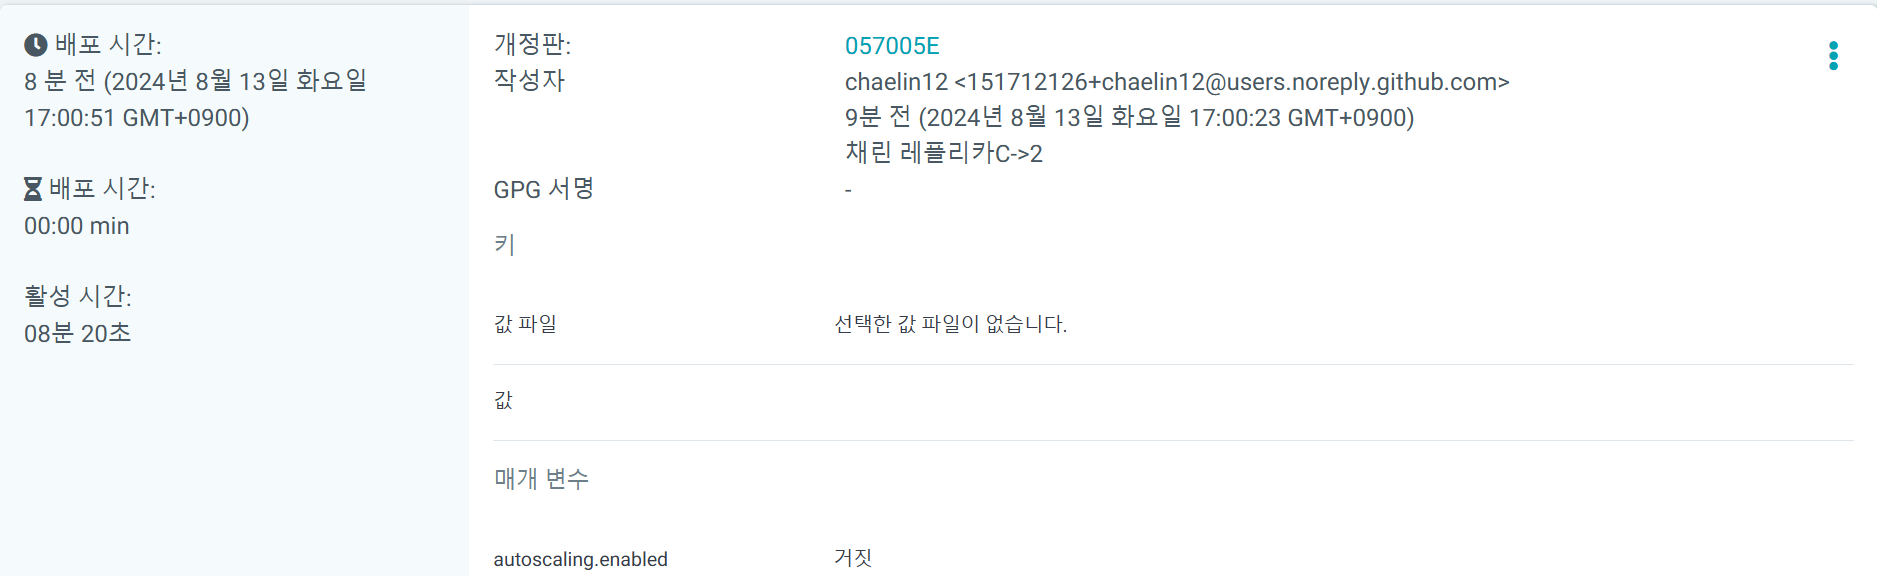 배포 시간:
8 분 전 (2024년 8월 13일 화요일
17:00:51 GMT+0900)
배포 시간:
00:00 min
활성 시간:
08분 20초
개정판:
057005E
작성자
chaelin12 <151712126+chaelin12@users.noreply.github.com>
9분 전 (2024년 8월 13일 화요일 17:00:23 GMT+0900)
채린 레플리카C->2
GPG 서명
-
키
값 파일
선택한 값 파일이 없습니다.
값
매개 변수
autoscaling.enabled
거짓